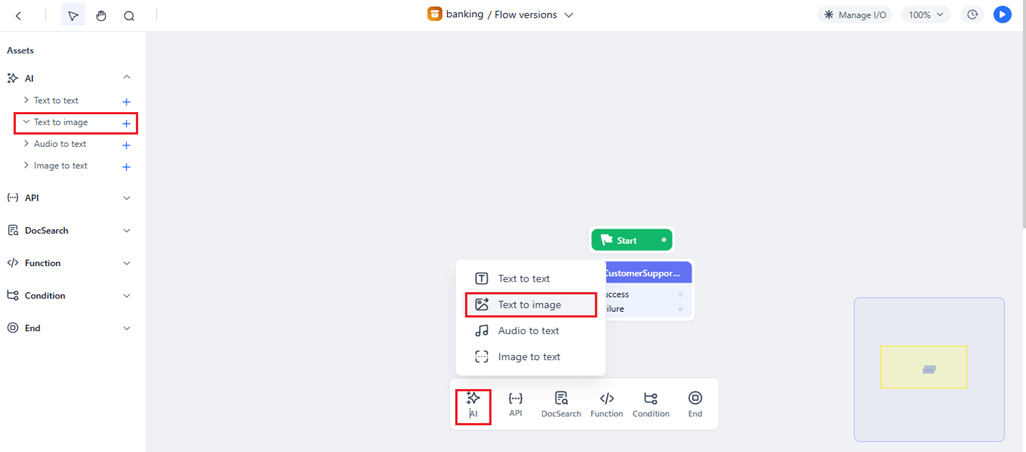 banking / Flow versions
Manage I/O
100%
Assets
AI
Text to text
Text to image
Audio to text
Image to text
API
DocSearch
Function
Condition
End
Start
CustomerSuppor...
uccess
ilure
Text to text
Text to image
Audio to text
Image to text
AI
API
DocSearch
Function
Condition
End